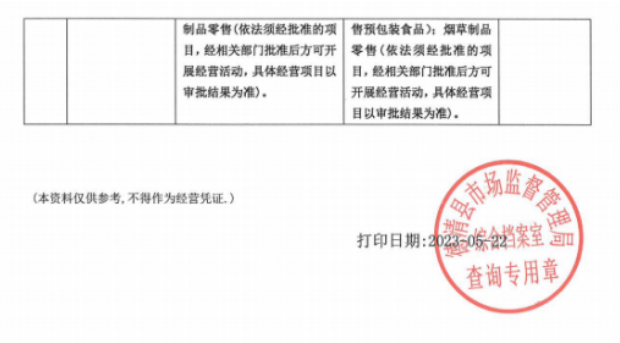 制品零售(依法须经批准的项
目，经相关部门批准后方可开
展经营活动，具体经营项目以
审批结果为准)。
售预包装食品)；烟草制品
零售(依法须经批准的项
目，经相关部门批准后方可
开展经营活动，具体经营项
目以审批结果为准)。
(本资料仅供参考,不得作为经营凭证.)
打印日期:2023-05-22
德清县市场监督管理局
综合档案室
查询专用章